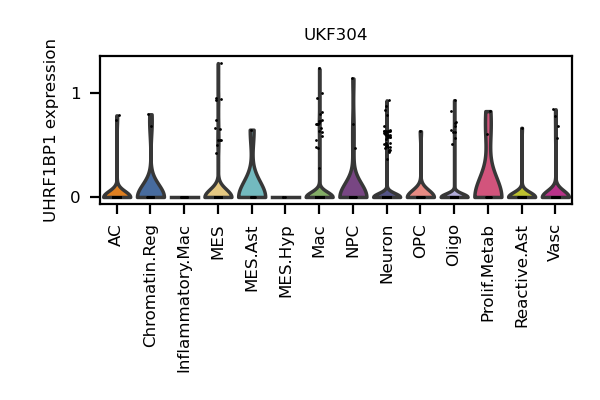 UKF304
UHRF1BP1 expression
1
0
AC
Chromatin.Reg
Inflammatory.Mac
MES
MES.Ast
MES.Hyp
Mac
NPC
Neuron
OPC
Oligo
Prolif.Metab
Reactive.Ast
Vasc